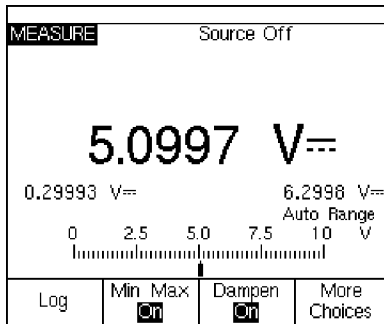 MEASURE Source Off
5.0997 V⎓
0.29993 V⎓ 6.2998 V⎓
Auto Range
0 2.5 5.0 7.5 10 V
Log Min Max On Dampen On More Choices